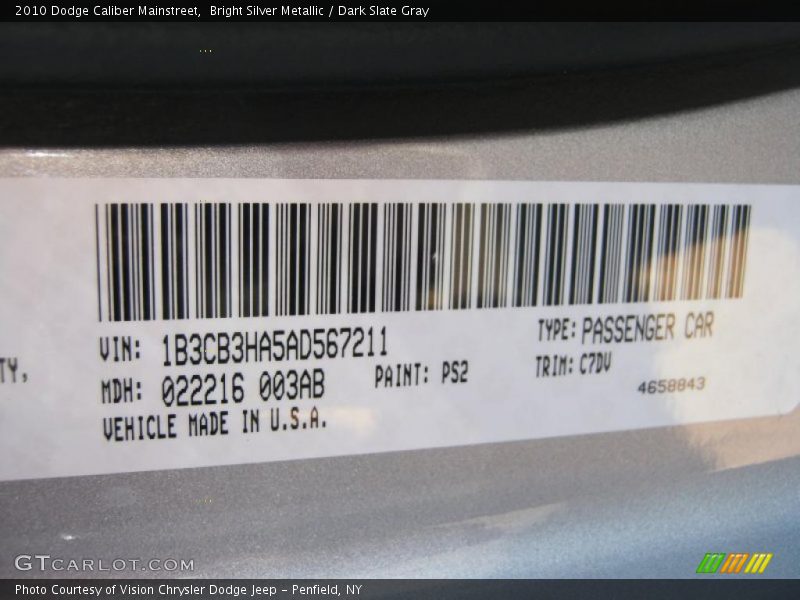 2010 Dodge Caliber Mainstreet,  Bright Silver Metallic / Dark Slate Gray
TY,
VIN: 1B3CB3HA5AD567211
TYPE: PASSENGER CAR
MDH: 022216 003AB
PAINT: PS2
TRIM: C7DV
4658843
VEHICLE MADE IN U.S.A.
GTCARLOT.COM
Photo Courtesy of Vision Chrysler Dodge Jeep – Penfield, NY